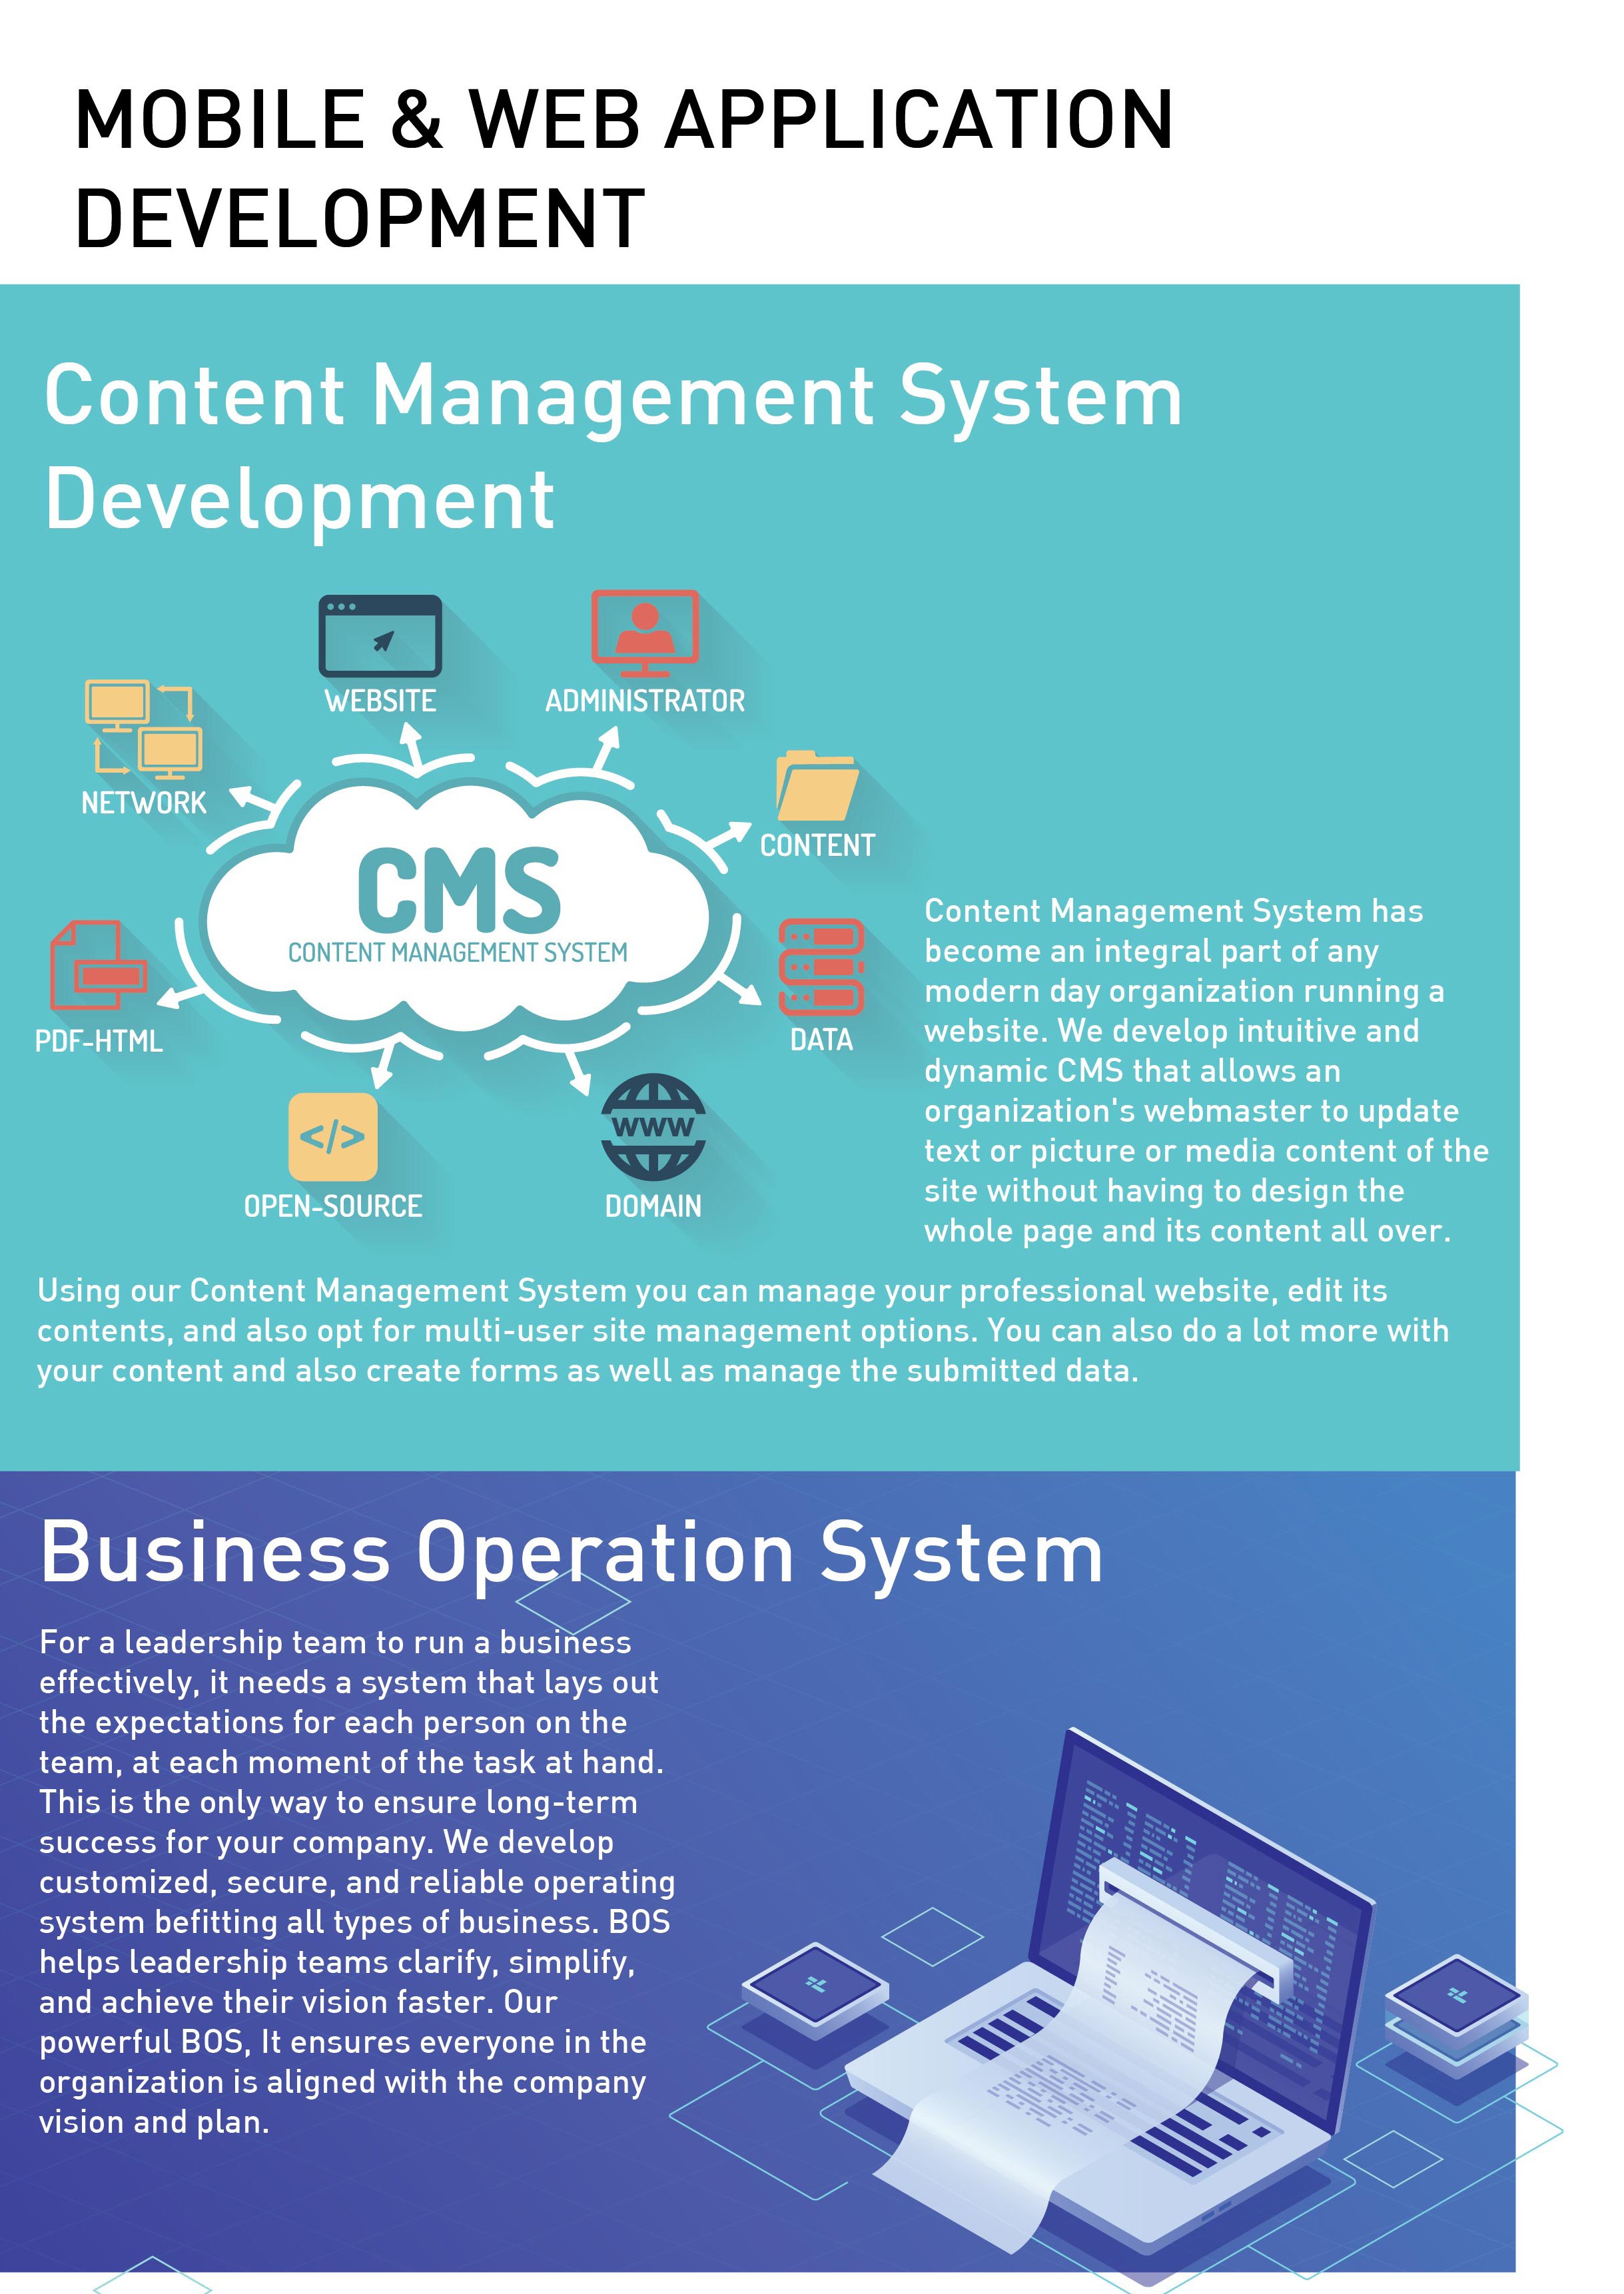 MOBILE & WEB APPLICATION
DEVELOPMENT
Content Management System
Development
WEBSITE
ADMINISTRATOR
NETWORK
CONTENT
CMS
CONTENT MANAGEMENT SYSTEM
PDF-HTML
DATA
</>
OPEN-SOURCE
WWW
DOMAIN
Content Management System has
become an integral part of any
modern day organization running a
website. We develop intuitive and
dynamic CMS that allows an
organization's webmaster to update
text or picture or media content of the
site without having to design the
whole page and its content all over.
Using our Content Management System you can manage your professional website, edit its
contents, and also opt for multi-user site management options. You can also do a lot more with
your content and also create forms as well as manage the submitted data.
Business Operation System
For a leadership team to run a business
effectively, it needs a system that lays out
the expectations for each person on the
team, at each moment of the task at hand.
This is the only way to ensure long-term
success for your company. We develop
customized, secure, and reliable operating
system befitting all types of business. BOS
helps leadership teams clarify, simplify,
and achieve their vision faster. Our
powerful BOS, It ensures everyone in the
organization is aligned with the company
vision and plan.